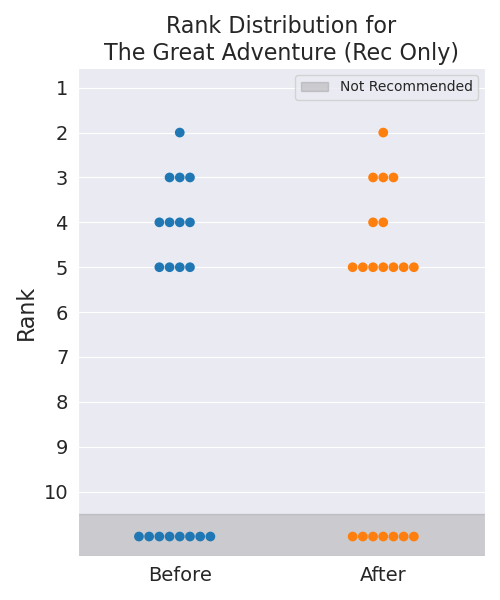 Rank Distribution for
The Great Adventure (Rec Only)
Not Recommended
1
2
3
4
5
6
7
8
9
10
Rank
Before
After